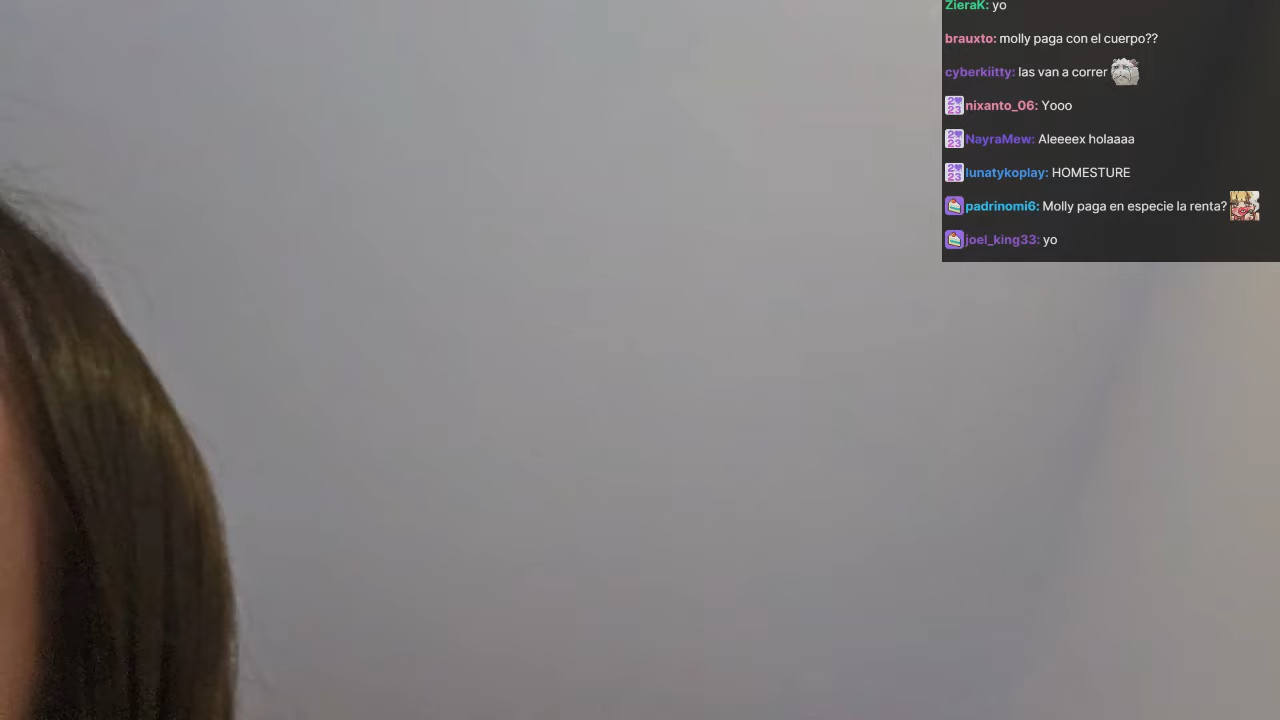 ZieraK: yo
brauxto: molly paga con el cuerpo??
cyberkiitty: las van a correr
nixanto_06: Yooo
NayraMew: Aleeeex holaaaa
lunatykoplay: HOMESTURE
padrinomi6: Molly paga en especie la renta?
joel_king33: yo